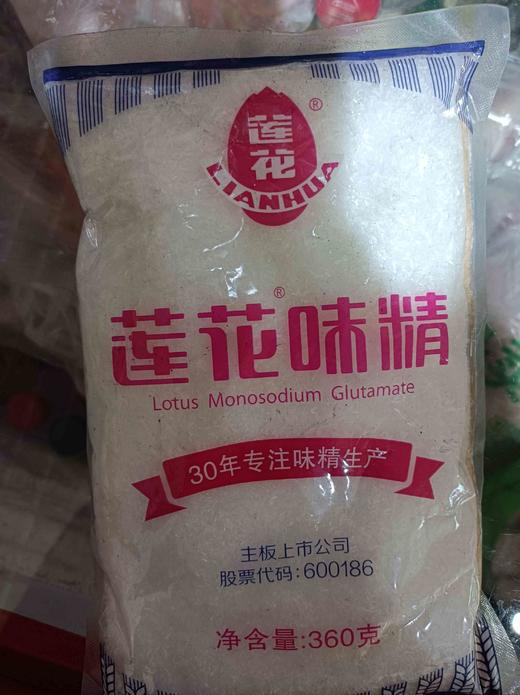 莲
花
®
LIANHUA
莲花®味精
Lotus Monosodium Glutamate
30年专注味精生产
主板上市公司
股票代码:600186
净含量:360克